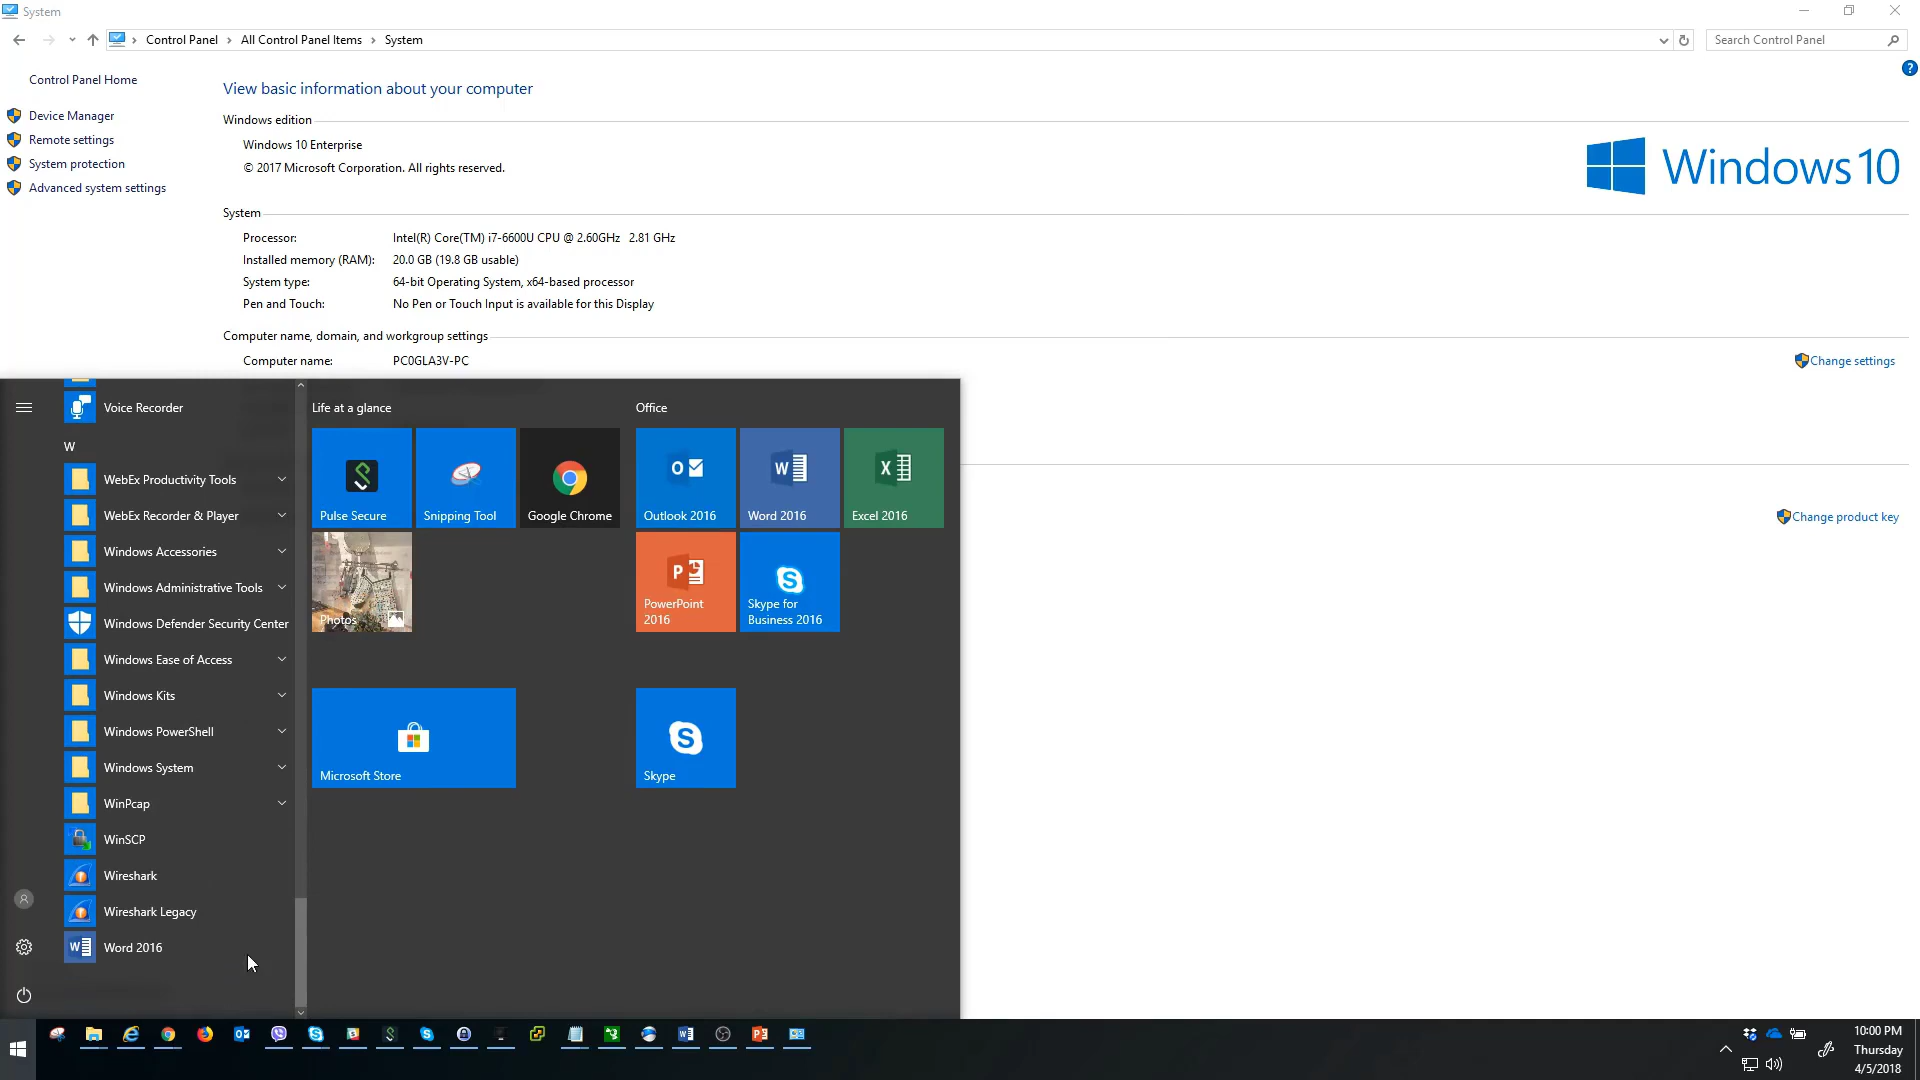 System
Control Panel
All Control Panel Items
System
Search Control Panel
Control Panel Home
Device Manager
Remote settings
System protection
Advanced system settings
View basic information about your computer
Windows edition
Windows 10 Enterprise
© 2017 Microsoft Corporation. All rights reserved.
Windows 10
System
Processor: Intel(R) Core(TM) i7-6600U CPU @ 2.60GHz 2.81 GHz
Installed memory (RAM): 20.0 GB (19.8 GB usable)
System type: 64-bit Operating System, x64-based processor
Pen and Touch: No Pen or Touch Input is available for this Display
Computer name, domain, and workgroup settings
Computer name: PC0GLA3V-PC
Change settings
Change product key
Voice Recorder
W
WebEx Productivity Tools
WebEx Recorder & Player
Windows Accessories
Windows Administrative Tools
Windows Defender Security Center
Windows Ease of Access
Windows Kits
Windows PowerShell
Windows System
WinPcap
WinSCP
Wireshark
Wireshark Legacy
Word 2016
Life at a glance
Pulse Secure
Snipping Tool
Google Chrome
Photos
Microsoft Store
Office
Outlook 2016
Word 2016
Excel 2016
PowerPoint
2016
Skype for
Business 2016
Skype
10:00 PM
Thursday
4/5/2018